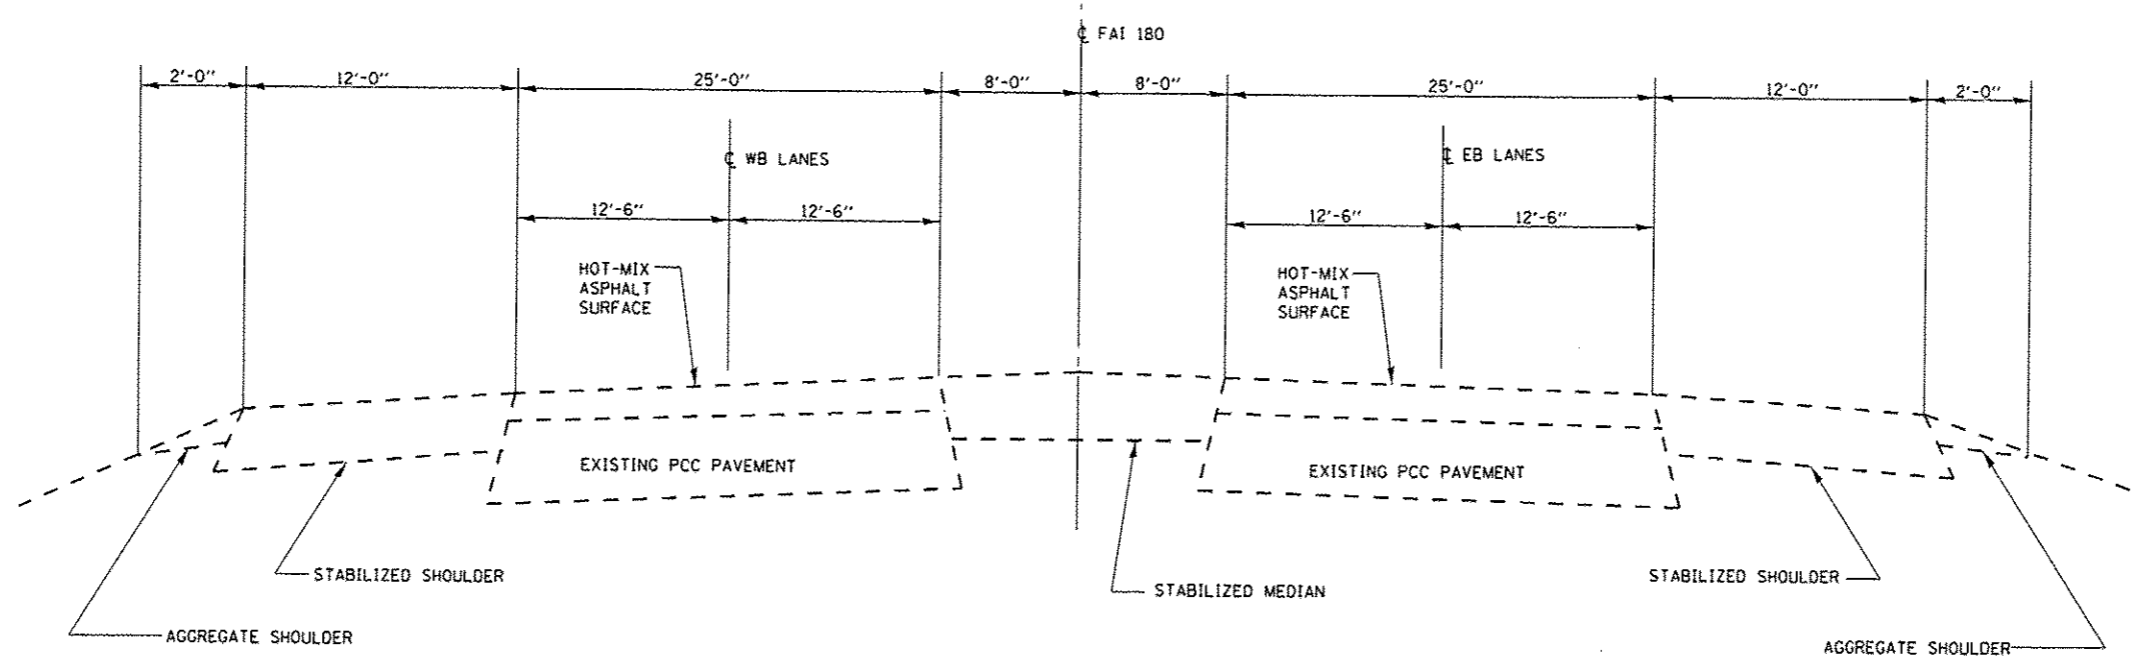 ℄ FAI 180
2'-0"
12'-0"
25'-0"
8'-0"
8'-0"
25'-0"
12'-0"
2'-0"
℄ WB LANES
℄ EB LANES
12'-6"
12'-6"
12'-6"
12'-6"
HOT-MIX
ASPHALT
SURFACE
HOT-MIX
ASPHALT
SURFACE
EXISTING PCC PAVEMENT
EXISTING PCC PAVEMENT
STABILIZED SHOULDER
STABILIZED MEDIAN
STABILIZED SHOULDER
AGGREGATE SHOULDER
AGGREGATE SHOULDER